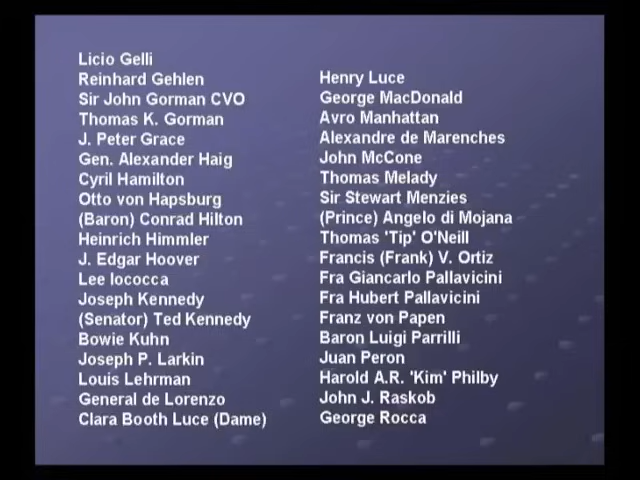 Licio Gelli
Reinhard Gehlen
Sir John Gorman CVO
Thomas K. Gorman
J. Peter Grace
Gen. Alexander Haig
Cyril Hamilton
Otto von Hapsburg
(Baron) Conrad Hilton
Heinrich Himmler
J. Edgar Hoover
Lee Iococca
Joseph Kennedy
(Senator) Ted Kennedy
Bowie Kuhn
Joseph P. Larkin
Louis Lehrman
General de Lorenzo
Clara Booth Luce (Dame)
Henry Luce
George MacDonald
Avro Manhattan
Alexandre de Marenches
John McCone
Thomas Melady
Sir Stewart Menzies
(Prince) Angelo di Mojana
Thomas 'Tip' O'Neill
Francis (Frank) V. Ortiz
Fra Giancarlo Pallavicini
Fra Hubert Pallavicini
Franz von Papen
Baron Luigi Parrilli
Juan Peron
Harold A.R. 'Kim' Philby
John J. Raskob
George Rocca